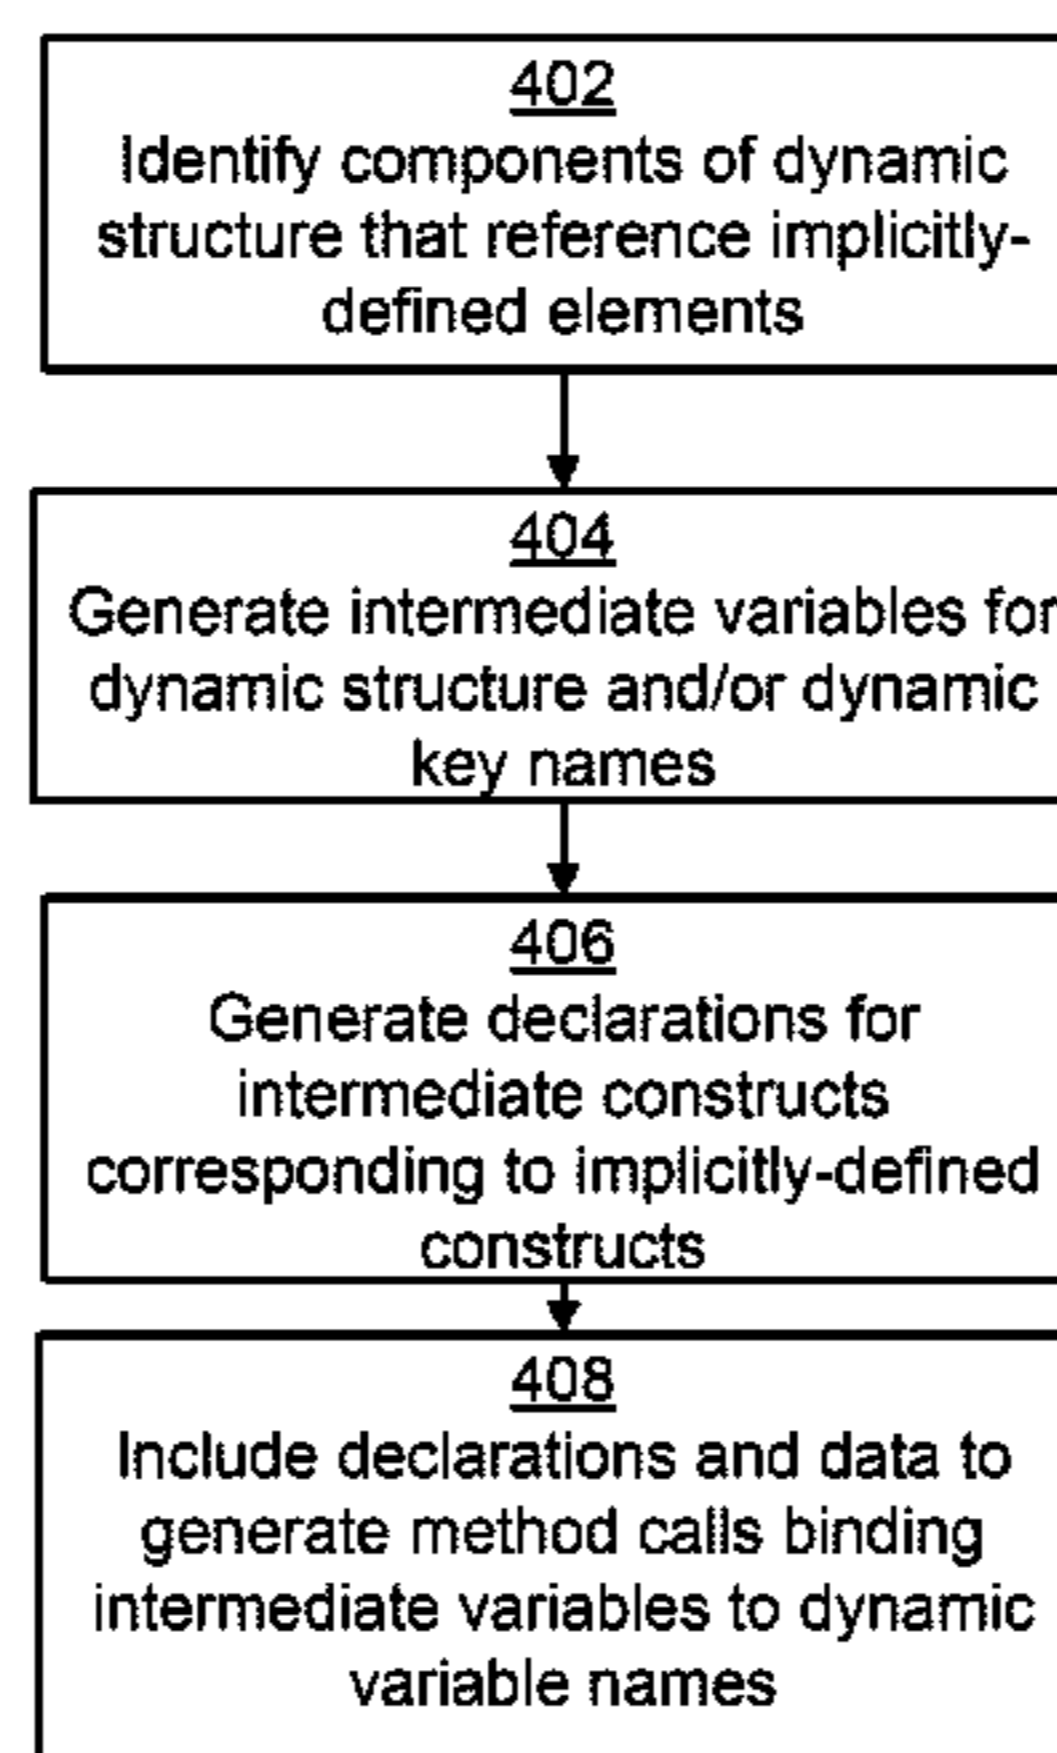 402
Identify components of dynamic
structure that reference implicitly-
defined elements
404
Generate intermediate variables for
dynamic structure and/or dynamic
key names
406
Generate declarations for
intermediate constructs
corresponding to implicitly-defined
constructs
408
Include declarations and data to
generate method calls binding
intermediate variables to dynamic
variable names